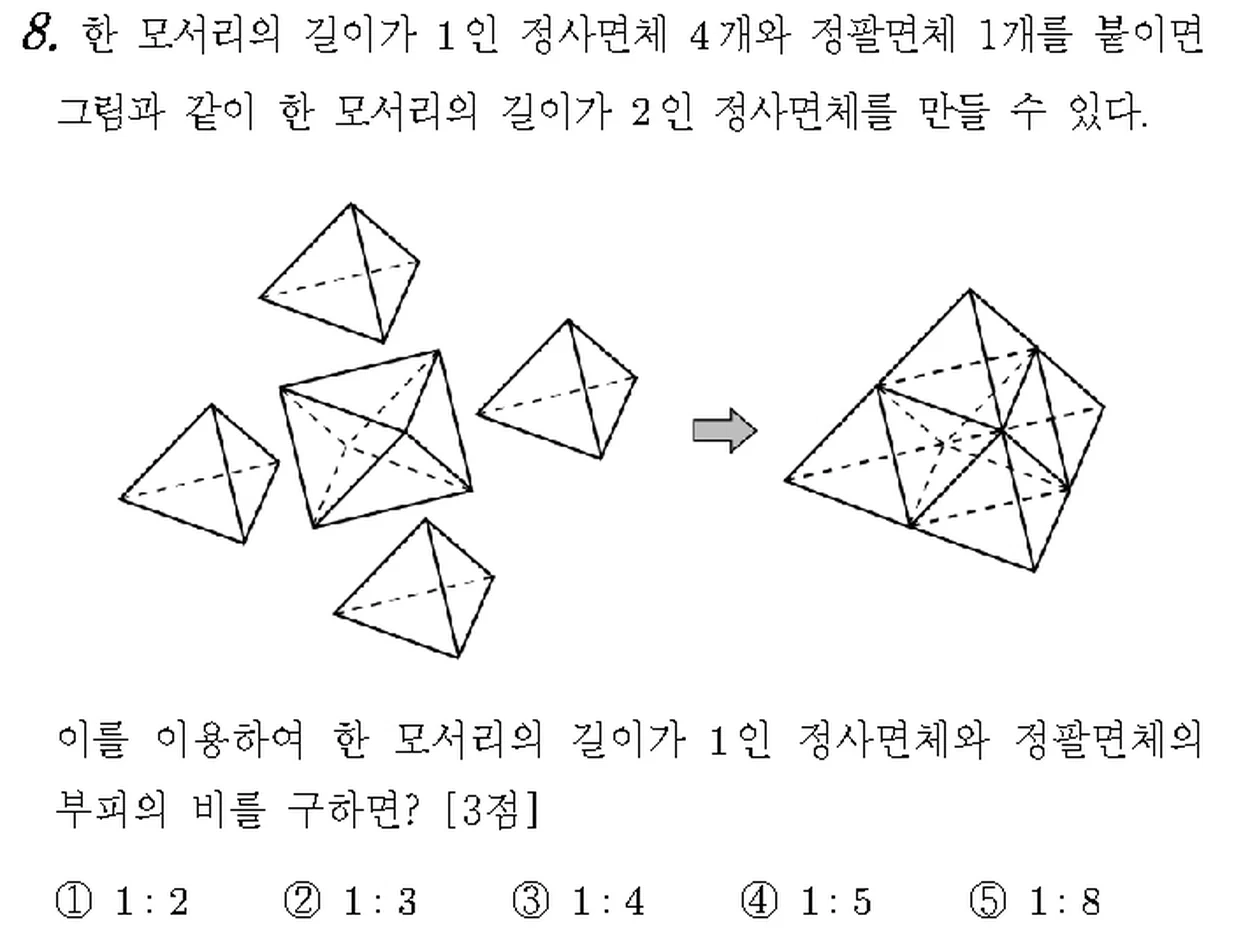 8. 한 모서리의 길이가 1인 정사면체 4개와 정팔면체 1개를 붙이면
그림과 같이 한 모서리의 길이가 2인 정사면체를 만들 수 있다.
이를 이용하여 한 모서리의 길이가 1인 정사면체와 정팔면체의
부피의 비를 구하면? [3점]
① 1 : 2 ② 1 : 3 ③ 1 : 4 ④ 1 : 5 ⑤ 1 : 8